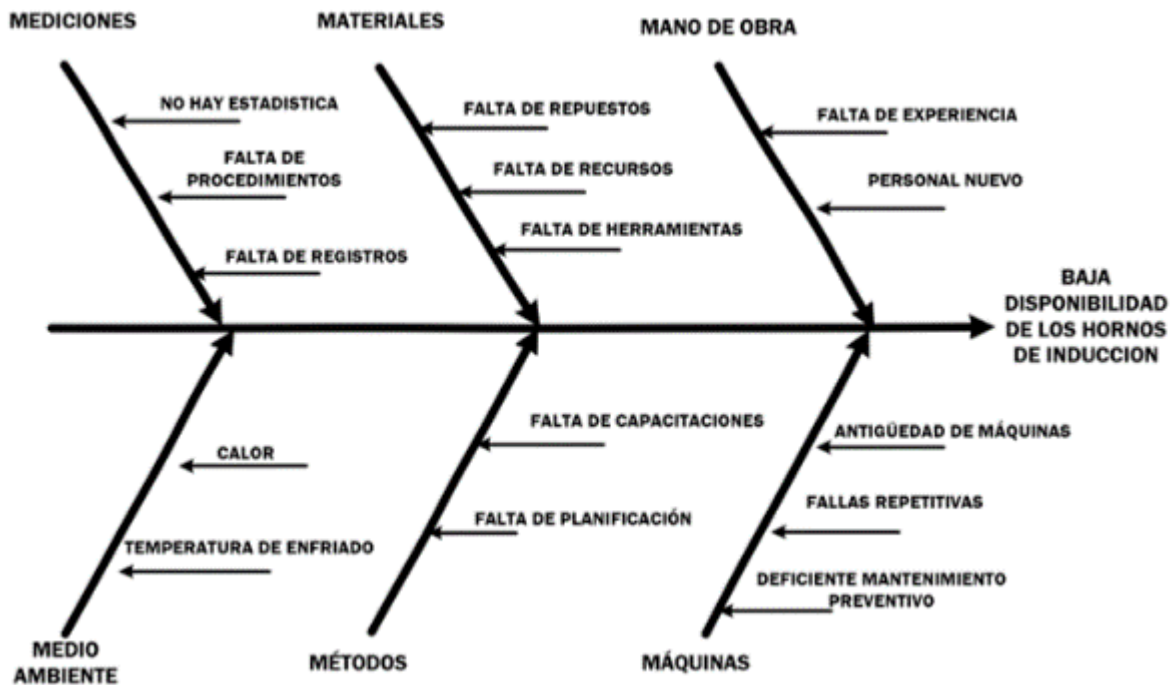 MEDICIONES
MATERIALES
MANO DE OBRA
NO HAY ESTADISTICA
FALTA DE
PROCEDIMIENTOS
FALTA DE REGISTROS
FALTA DE REPUESTOS
FALTA DE RECURSOS
FALTA DE HERRAMIENTAS
FALTA DE EXPERIENCIA
PERSONAL NUEVO
BAJA
DISPONIBILIDAD
DE LOS HORNOS
DE INDUCCION
CALOR
TEMPERATURA DE ENFRIADO
FALTA DE CAPACITACIONES
FALTA DE PLANIFICACIÓN
ANTIGÜEDAD DE MÁQUINAS
FALLAS REPETITIVAS
DEFICIENTE MANTENIMIENTO
PREVENTIVO
MEDIO
AMBIENTE
MÉTODOS
MÁQUINAS